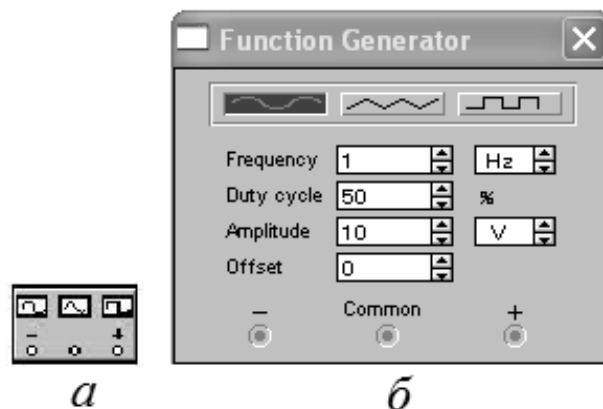 Function Generator
Frequency 1 Hz
Duty cycle 50 %
Amplitude 10 V
Offset 0
− Common +
− +
а б